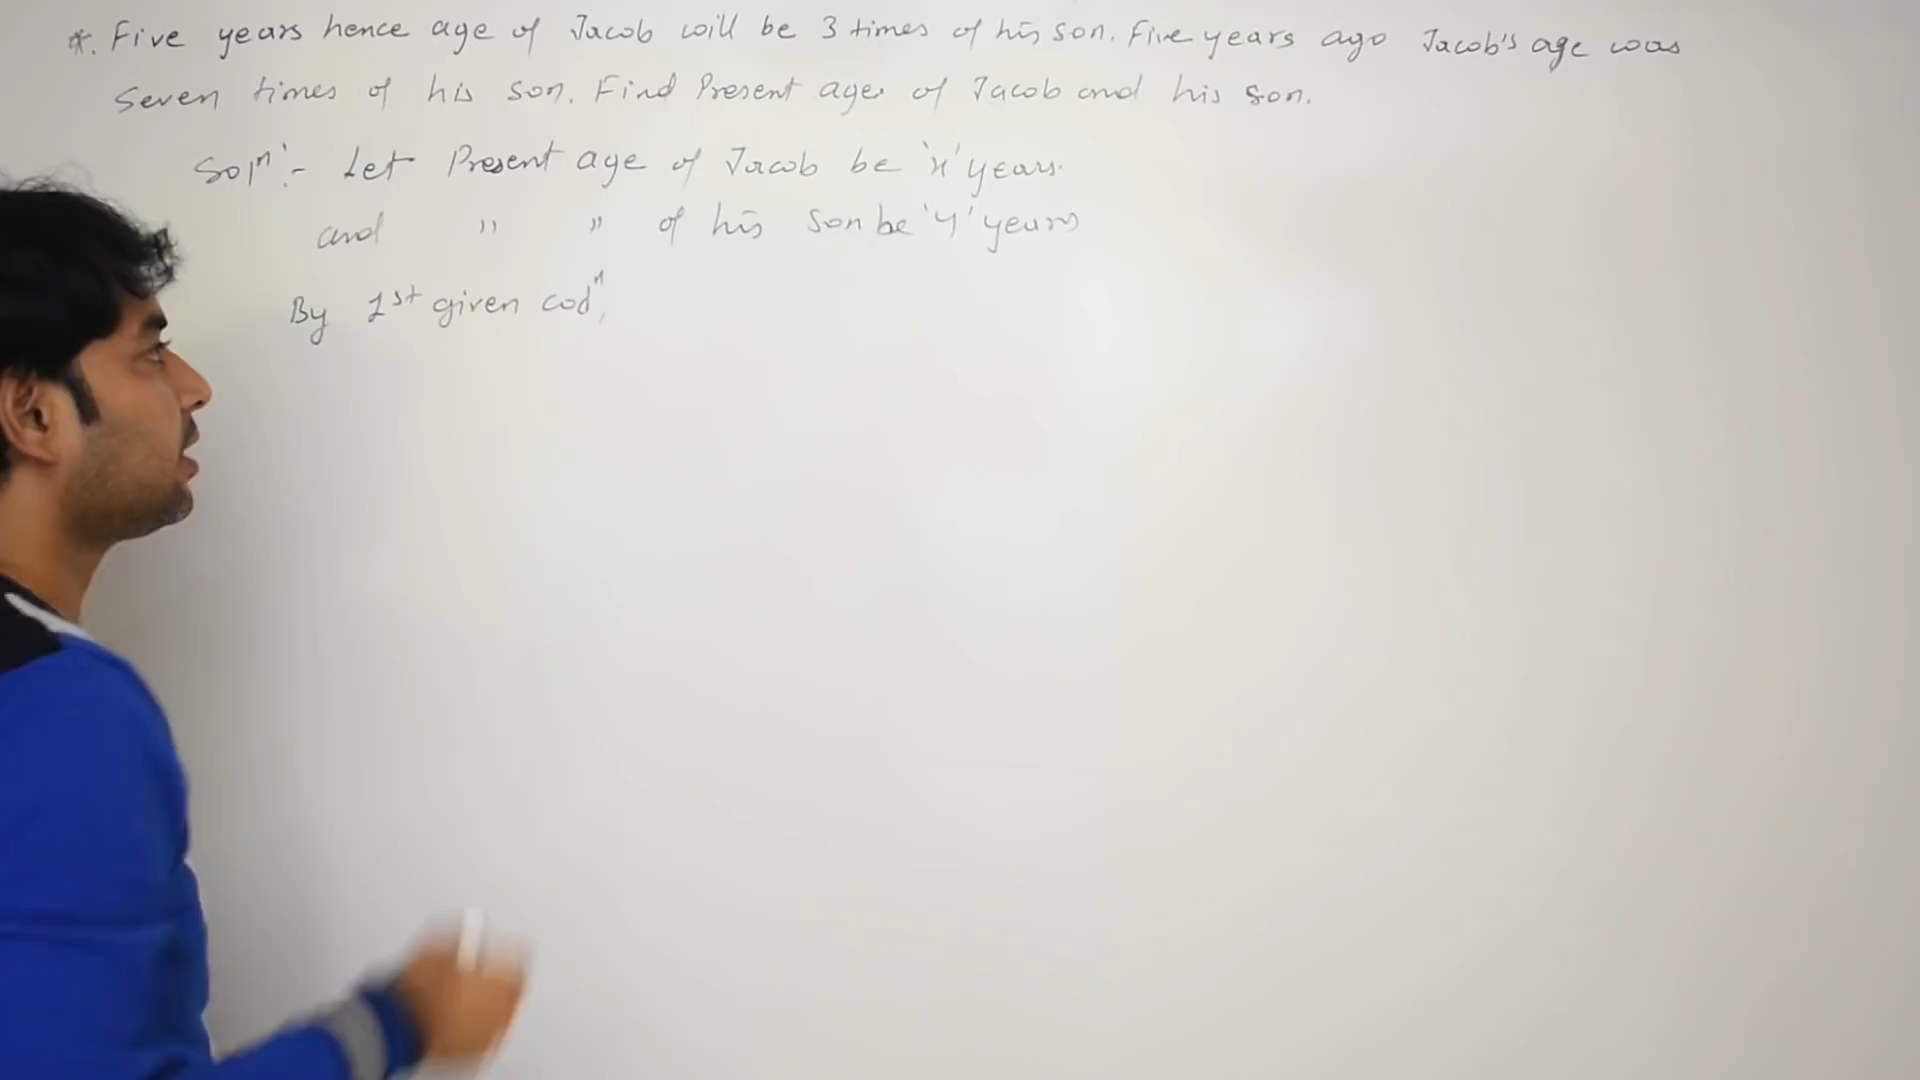 *. Five years hence age of Jacob will be 3 times of his son. Five years ago Jacob's age was
Seven times of his son. Find Present ages of Jacob and his son.
Solⁿ:- Let Present age of Jacob be 'x' years.
and " " of his son be 'y' years
By 1st given codⁿ,